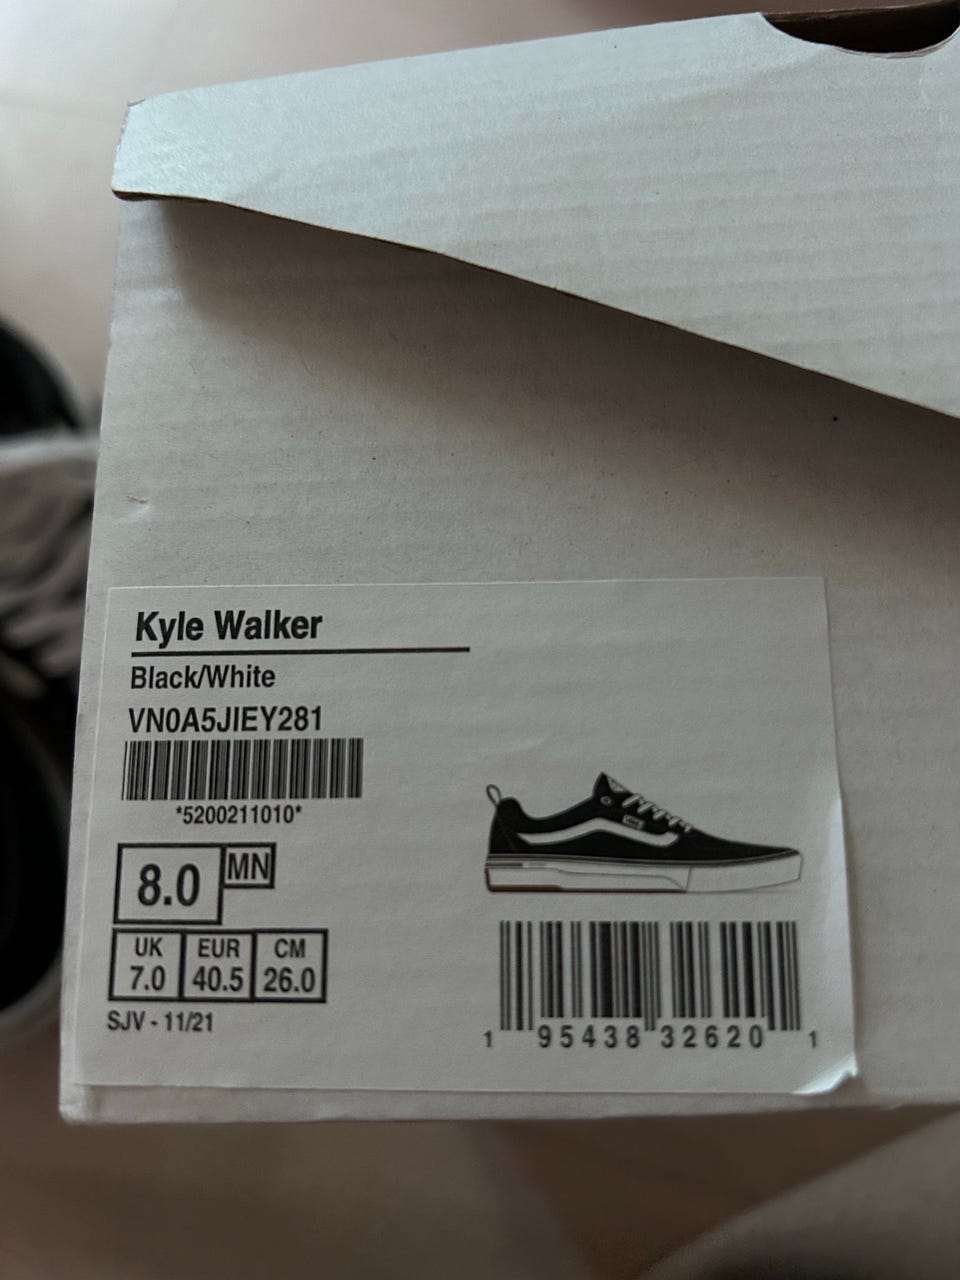 Kyle Walker
Black/White
VN0A5JIEY281
*5200211010*
8.0 MN
UK EUR CM
7.0 40.5 26.0
SJV - 11/21
1 95438 32620 1